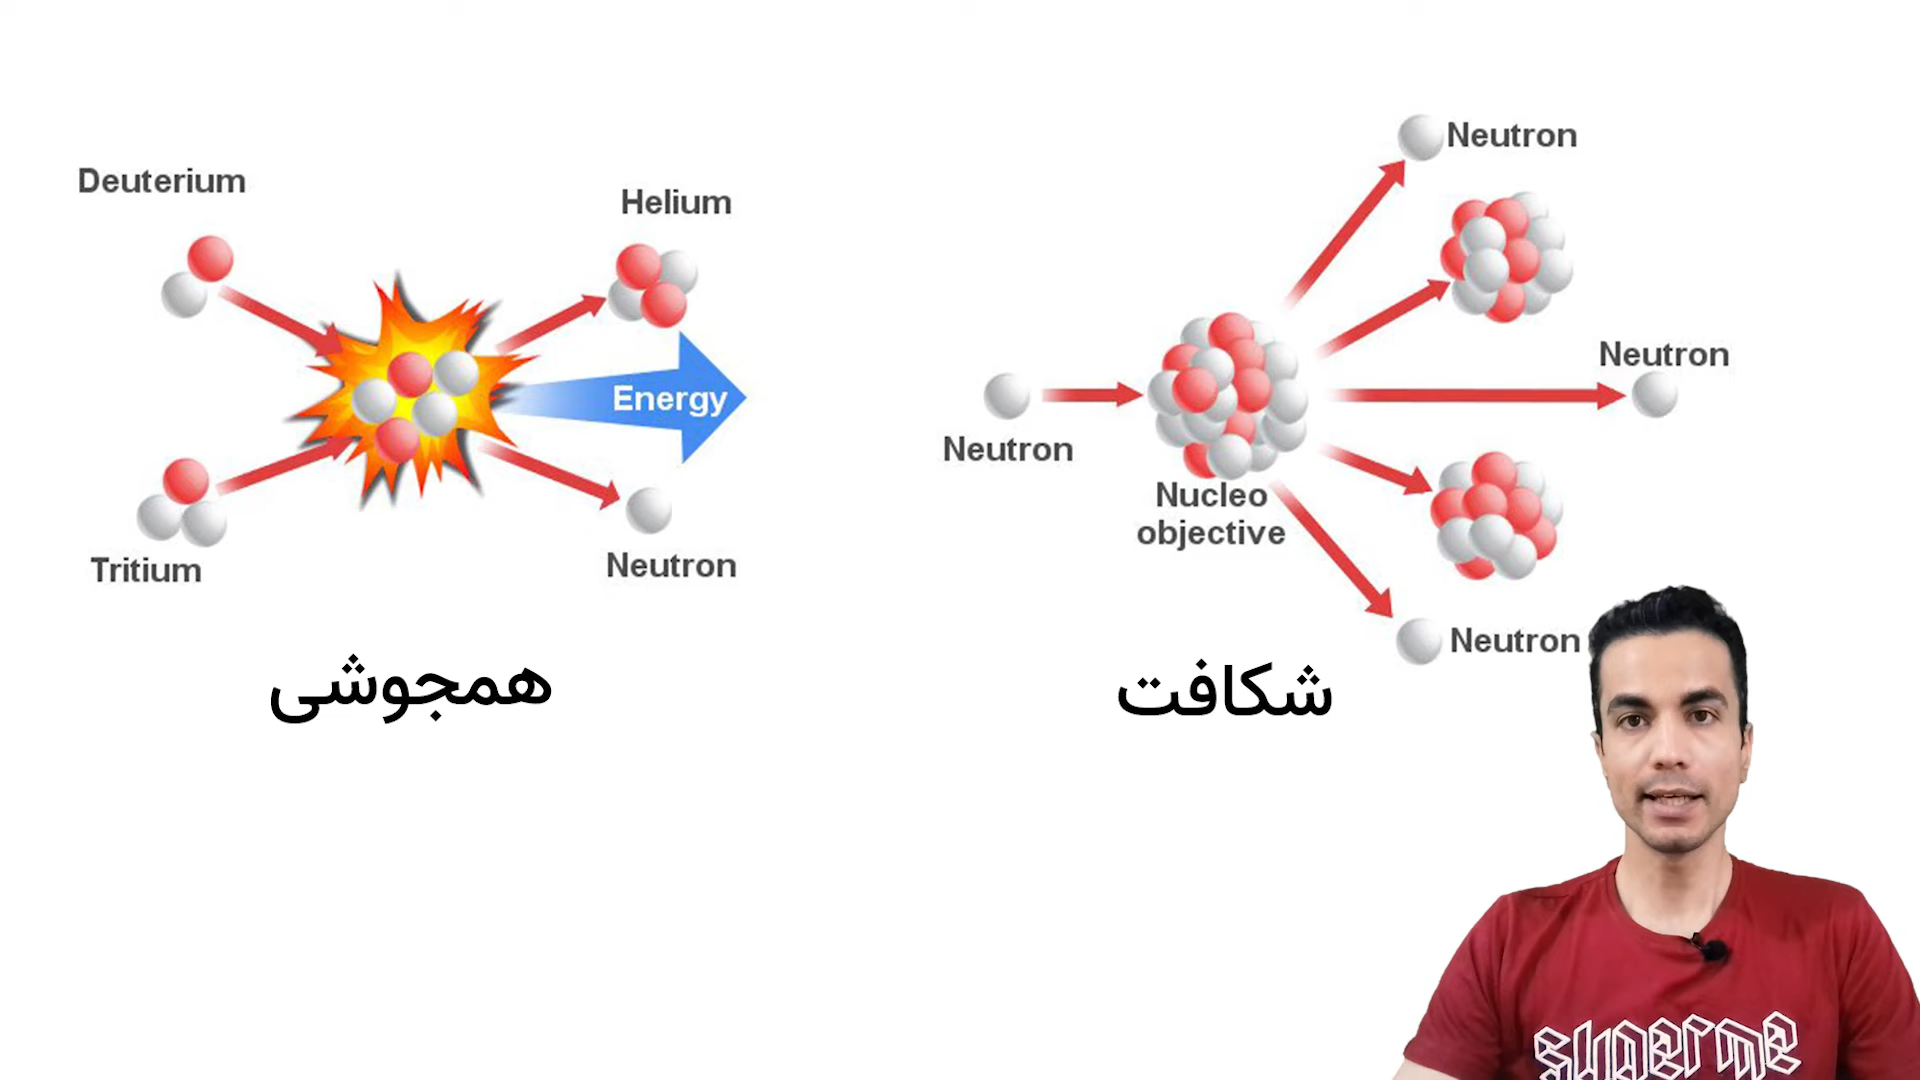 Deuterium
Helium
Energy
Tritium
Neutron
همجوشی
Neutron
Neutron
Neutron
Nucleo
objective
Neutron
شکافت